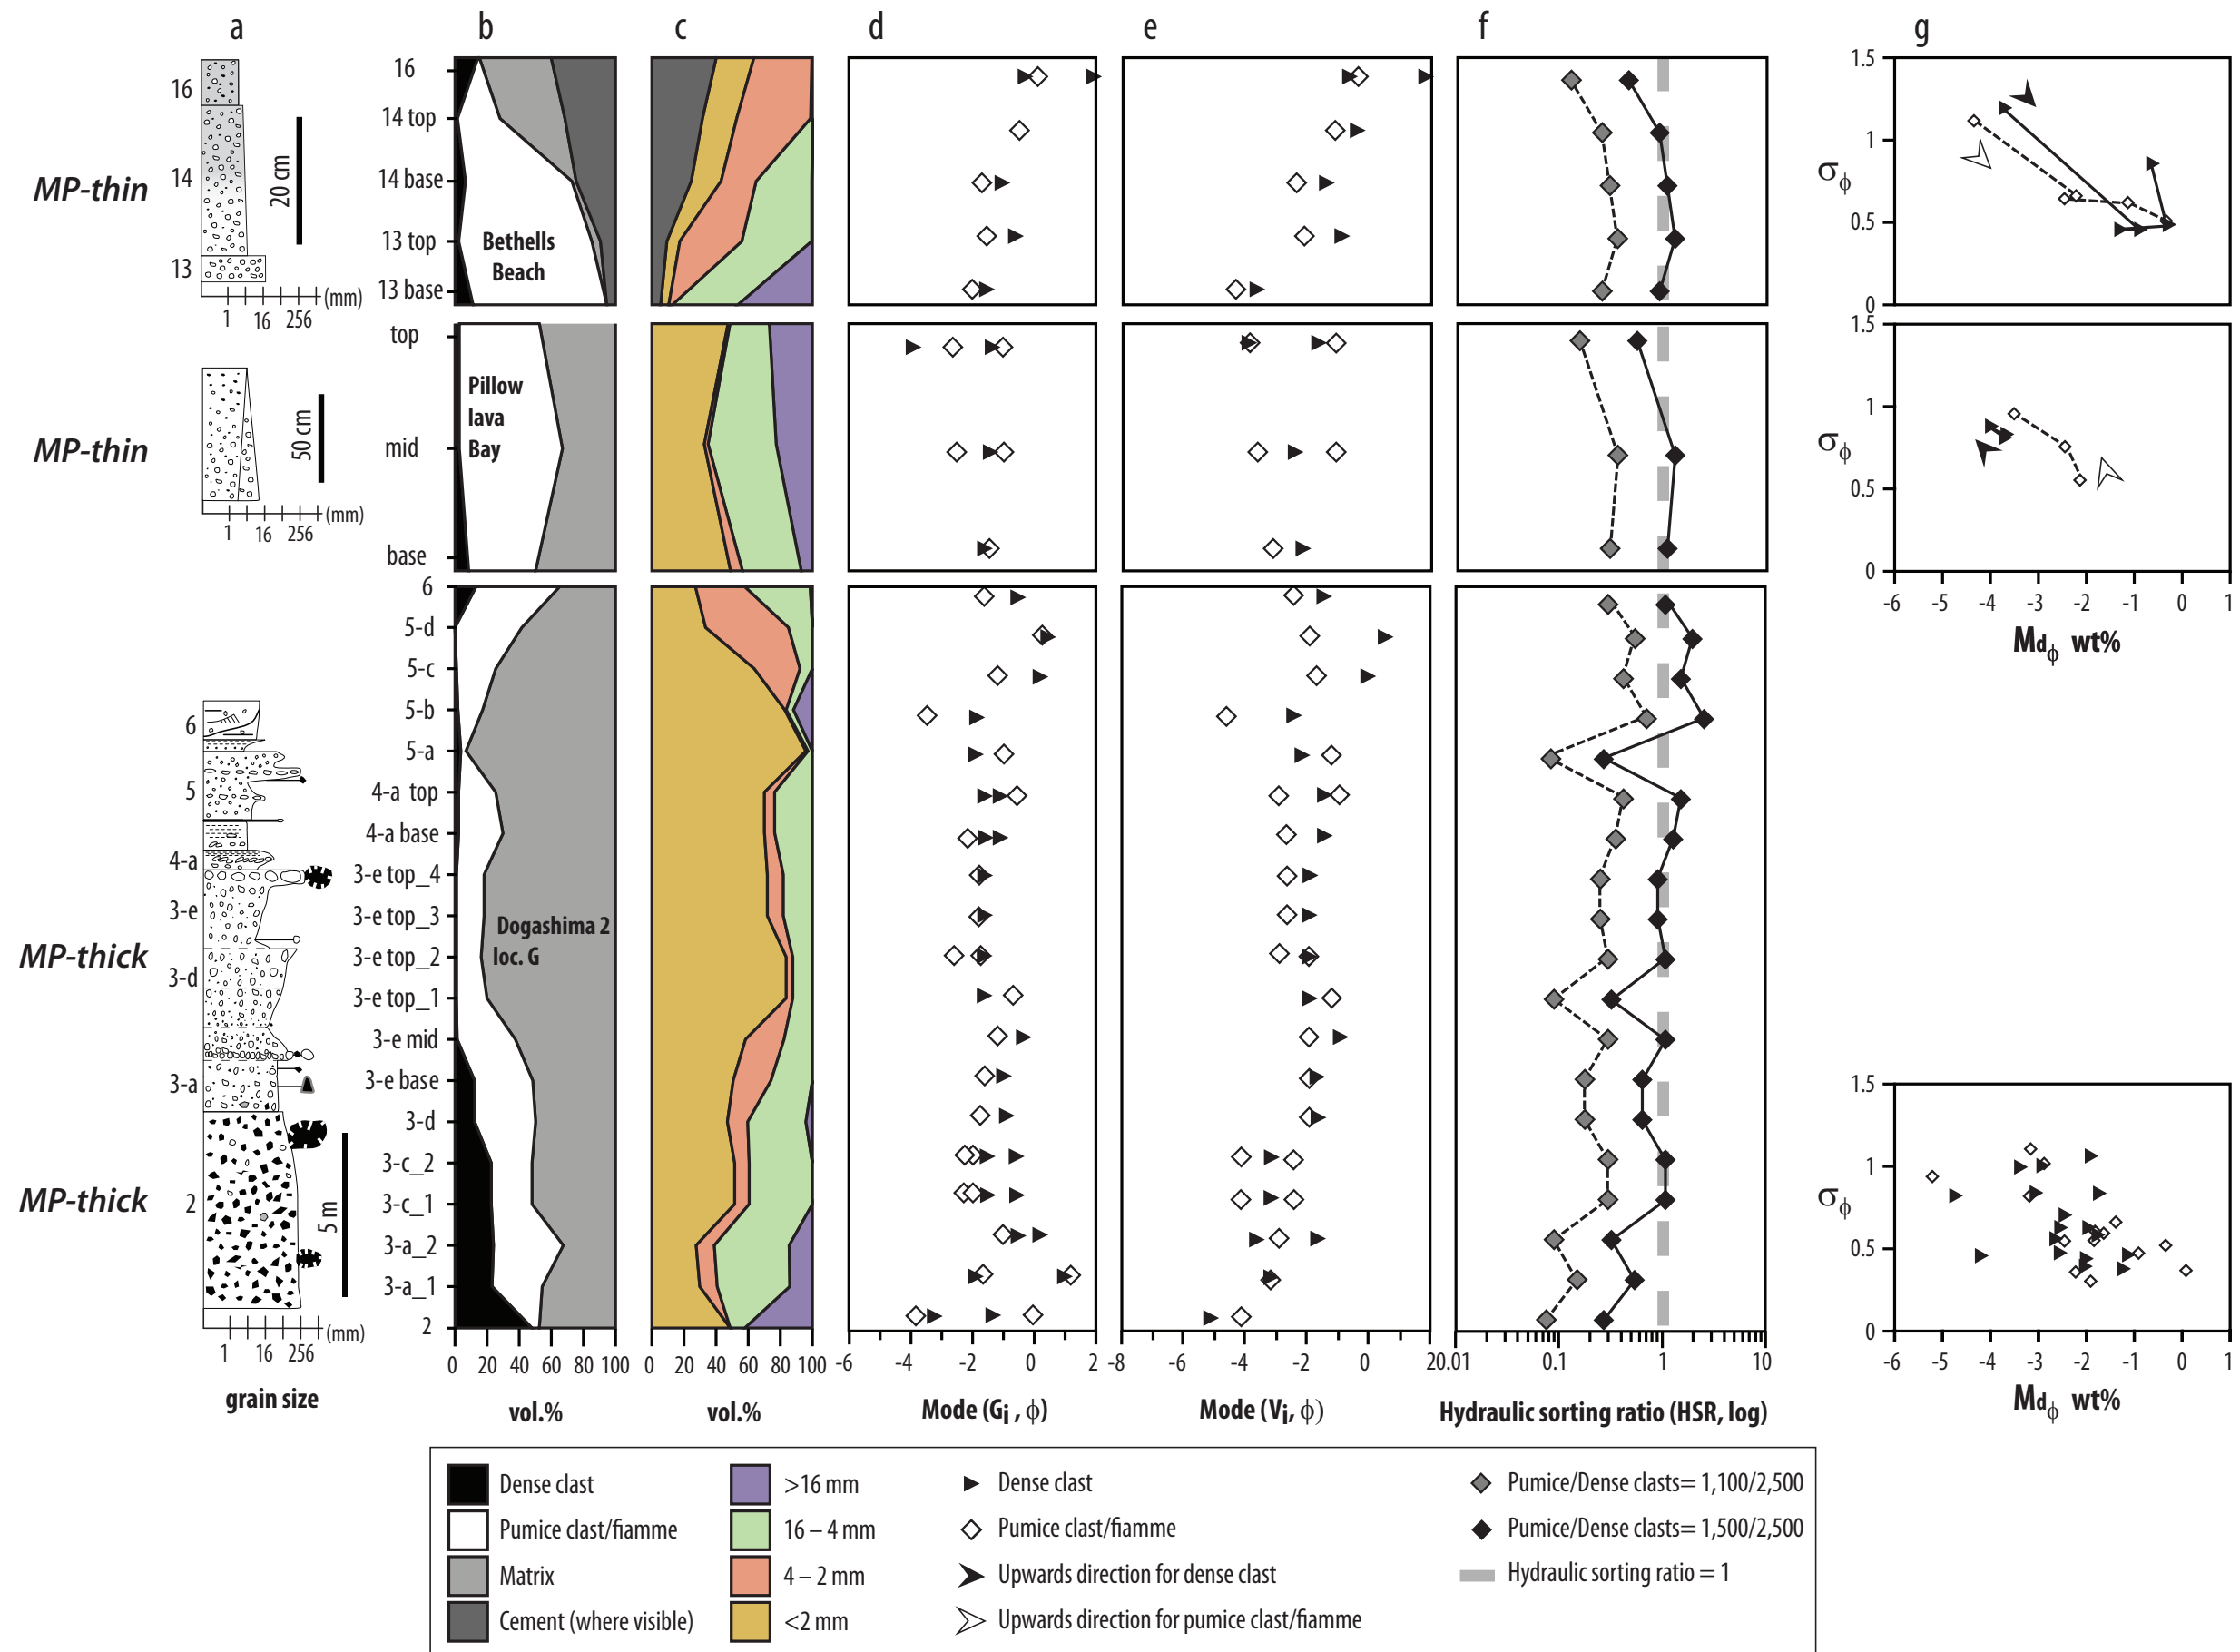 a b c d e f g
MP-thin
16
14
13
20 cm
1 16 256 (mm)
16
14 top
14 base
13 top
13 base
Bethells
Beach
1.5
1
0.5
0
σϕ
MP-thin
50 cm
1 16 256 (mm)
top
mid
base
Pillow
lava
Bay
1.5
1
0.5
0
σϕ
-6 -5 -4 -3 -2 -1 0 1
Mdϕ wt%
MP-thick
MP-thick
6
5
4-a
3-e
3-d
3-a
2
5 m
1 16 256 (mm)
grain size
6
5-d
5-c
5-b
5-a
4-a top
4-a base
3-e top_4
3-e top_3
3-e top_2
3-e top_1
3-e mid
3-e base
3-d
3-c_2
3-c_1
3-a_2
3-a_1
2
Dogashima 2
loc. G
0 20 40 60 80 100
vol.%
0 20 40 60 80 100
vol.%
-6 -4 -2 0 2
Mode (Gi , ϕ)
-8 -6 -4 -2 0 2
Mode (Vi, ϕ)
0.01 0.1 1 10
Hydraulic sorting ratio (HSR, log)
1.5
1
0.5
0
σϕ
-6 -5 -4 -3 -2 -1 0 1
Mdϕ wt%
Dense clast
Pumice clast/fiamme
Matrix
Cement (where visible)
>16 mm
16 – 4 mm
4 – 2 mm
<2 mm
Dense clast
Pumice clast/fiamme
Upwards direction for dense clast
Upwards direction for pumice clast/fiamme
Pumice/Dense clasts= 1,100/2,500
Pumice/Dense clasts= 1,500/2,500
Hydraulic sorting ratio = 1